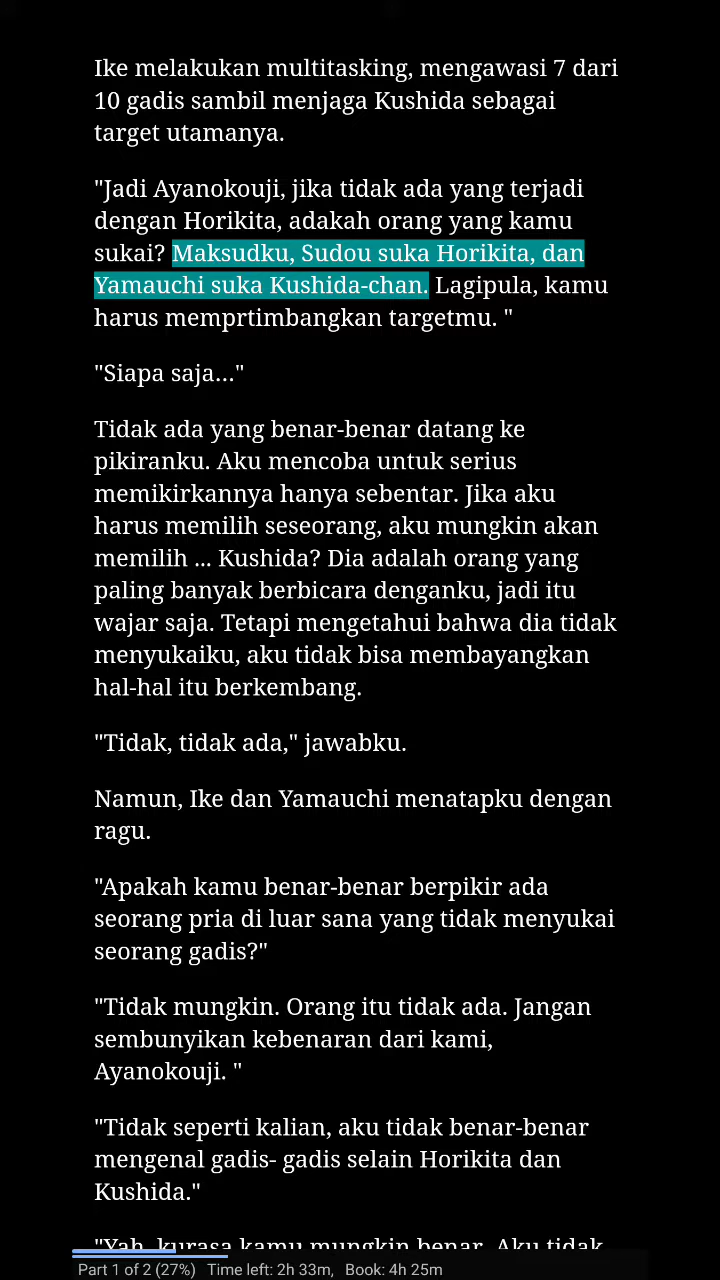 Ike melakukan multitasking, mengawasi 7 dari
10 gadis sambil menjaga Kushida sebagai
target utamanya.
"Jadi Ayanokouji, jika tidak ada yang terjadi
dengan Horikita, adakah orang yang kamu
sukai? Maksudku, Sudou suka Horikita, dan
Yamauchi suka Kushida-chan. Lagipula, kamu
harus memprtimbangkan targetmu. "
"Siapa saja..."
Tidak ada yang benar-benar datang ke
pikiranku. Aku mencoba untuk serius
memikirkannya hanya sebentar. Jika aku
harus memilih seseorang, aku mungkin akan
memilih ... Kushida? Dia adalah orang yang
paling banyak berbicara denganku, jadi itu
wajar saja. Tetapi mengetahui bahwa dia tidak
menyukaiku, aku tidak bisa membayangkan
hal-hal itu berkembang.
"Tidak, tidak ada," jawabku.
Namun, Ike dan Yamauchi menatapku dengan
ragu.
"Apakah kamu benar-benar berpikir ada
seorang pria di luar sana yang tidak menyukai
seorang gadis?"
"Tidak mungkin. Orang itu tidak ada. Jangan
sembunyikan kebenaran dari kami,
Ayanokouji. "
"Tidak seperti kalian, aku tidak benar-benar
mengenal gadis- gadis selain Horikita dan
Kushida."
"Yah, kurasa kamu mungkin benar. Aku tidak
Part 1 of 2 (27%) Time left: 2h 33m, Book: 4h 25m